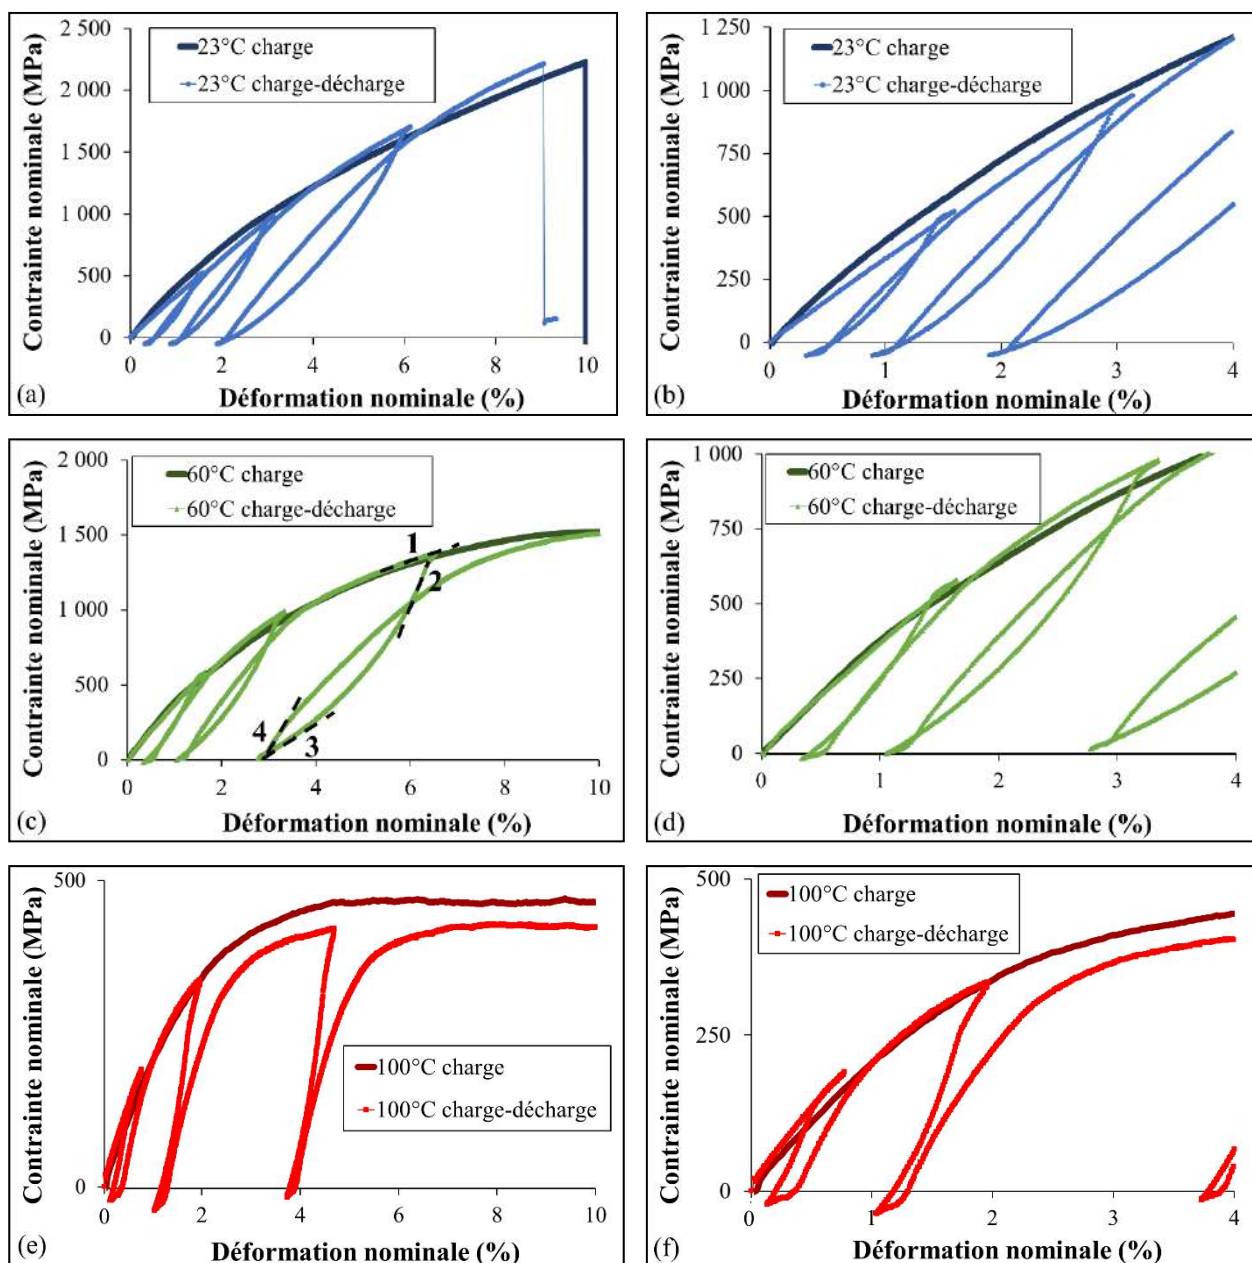 2 500
2 000
1 500
1 000
500
0
Contrainte nominale (MPa)
23°C charge
23°C charge-décharge
0 2 4 6 8 10
Déformation nominale (%)
(a)
1 250
1 000
750
500
250
0
Contrainte nominale (MPa)
23°C charge
23°C charge-décharge
0 1 2 3 4
Déformation nominale (%)
(b)
2 000
1 500
1 000
500
0
Contrainte nominale (MPa)
60°C charge
60°C charge-décharge
1
2
4
3
0 2 4 6 8 10
Déformation nominale (%)
(c)
1 000
750
500
250
0
Contrainte nominale (MPa)
60°C charge
60°C charge-décharge
0 1 2 3 4
Déformation nominale (%)
(d)
500
0
Contrainte nominale (MPa)
100°C charge
100°C charge-décharge
0 2 4 6 8 10
Déformation nominale (%)
(e)
500
250
0
Contrainte nominale (MPa)
100°C charge
100°C charge-décharge
0 1 2 3 4
Déformation nominale (%)
(f)